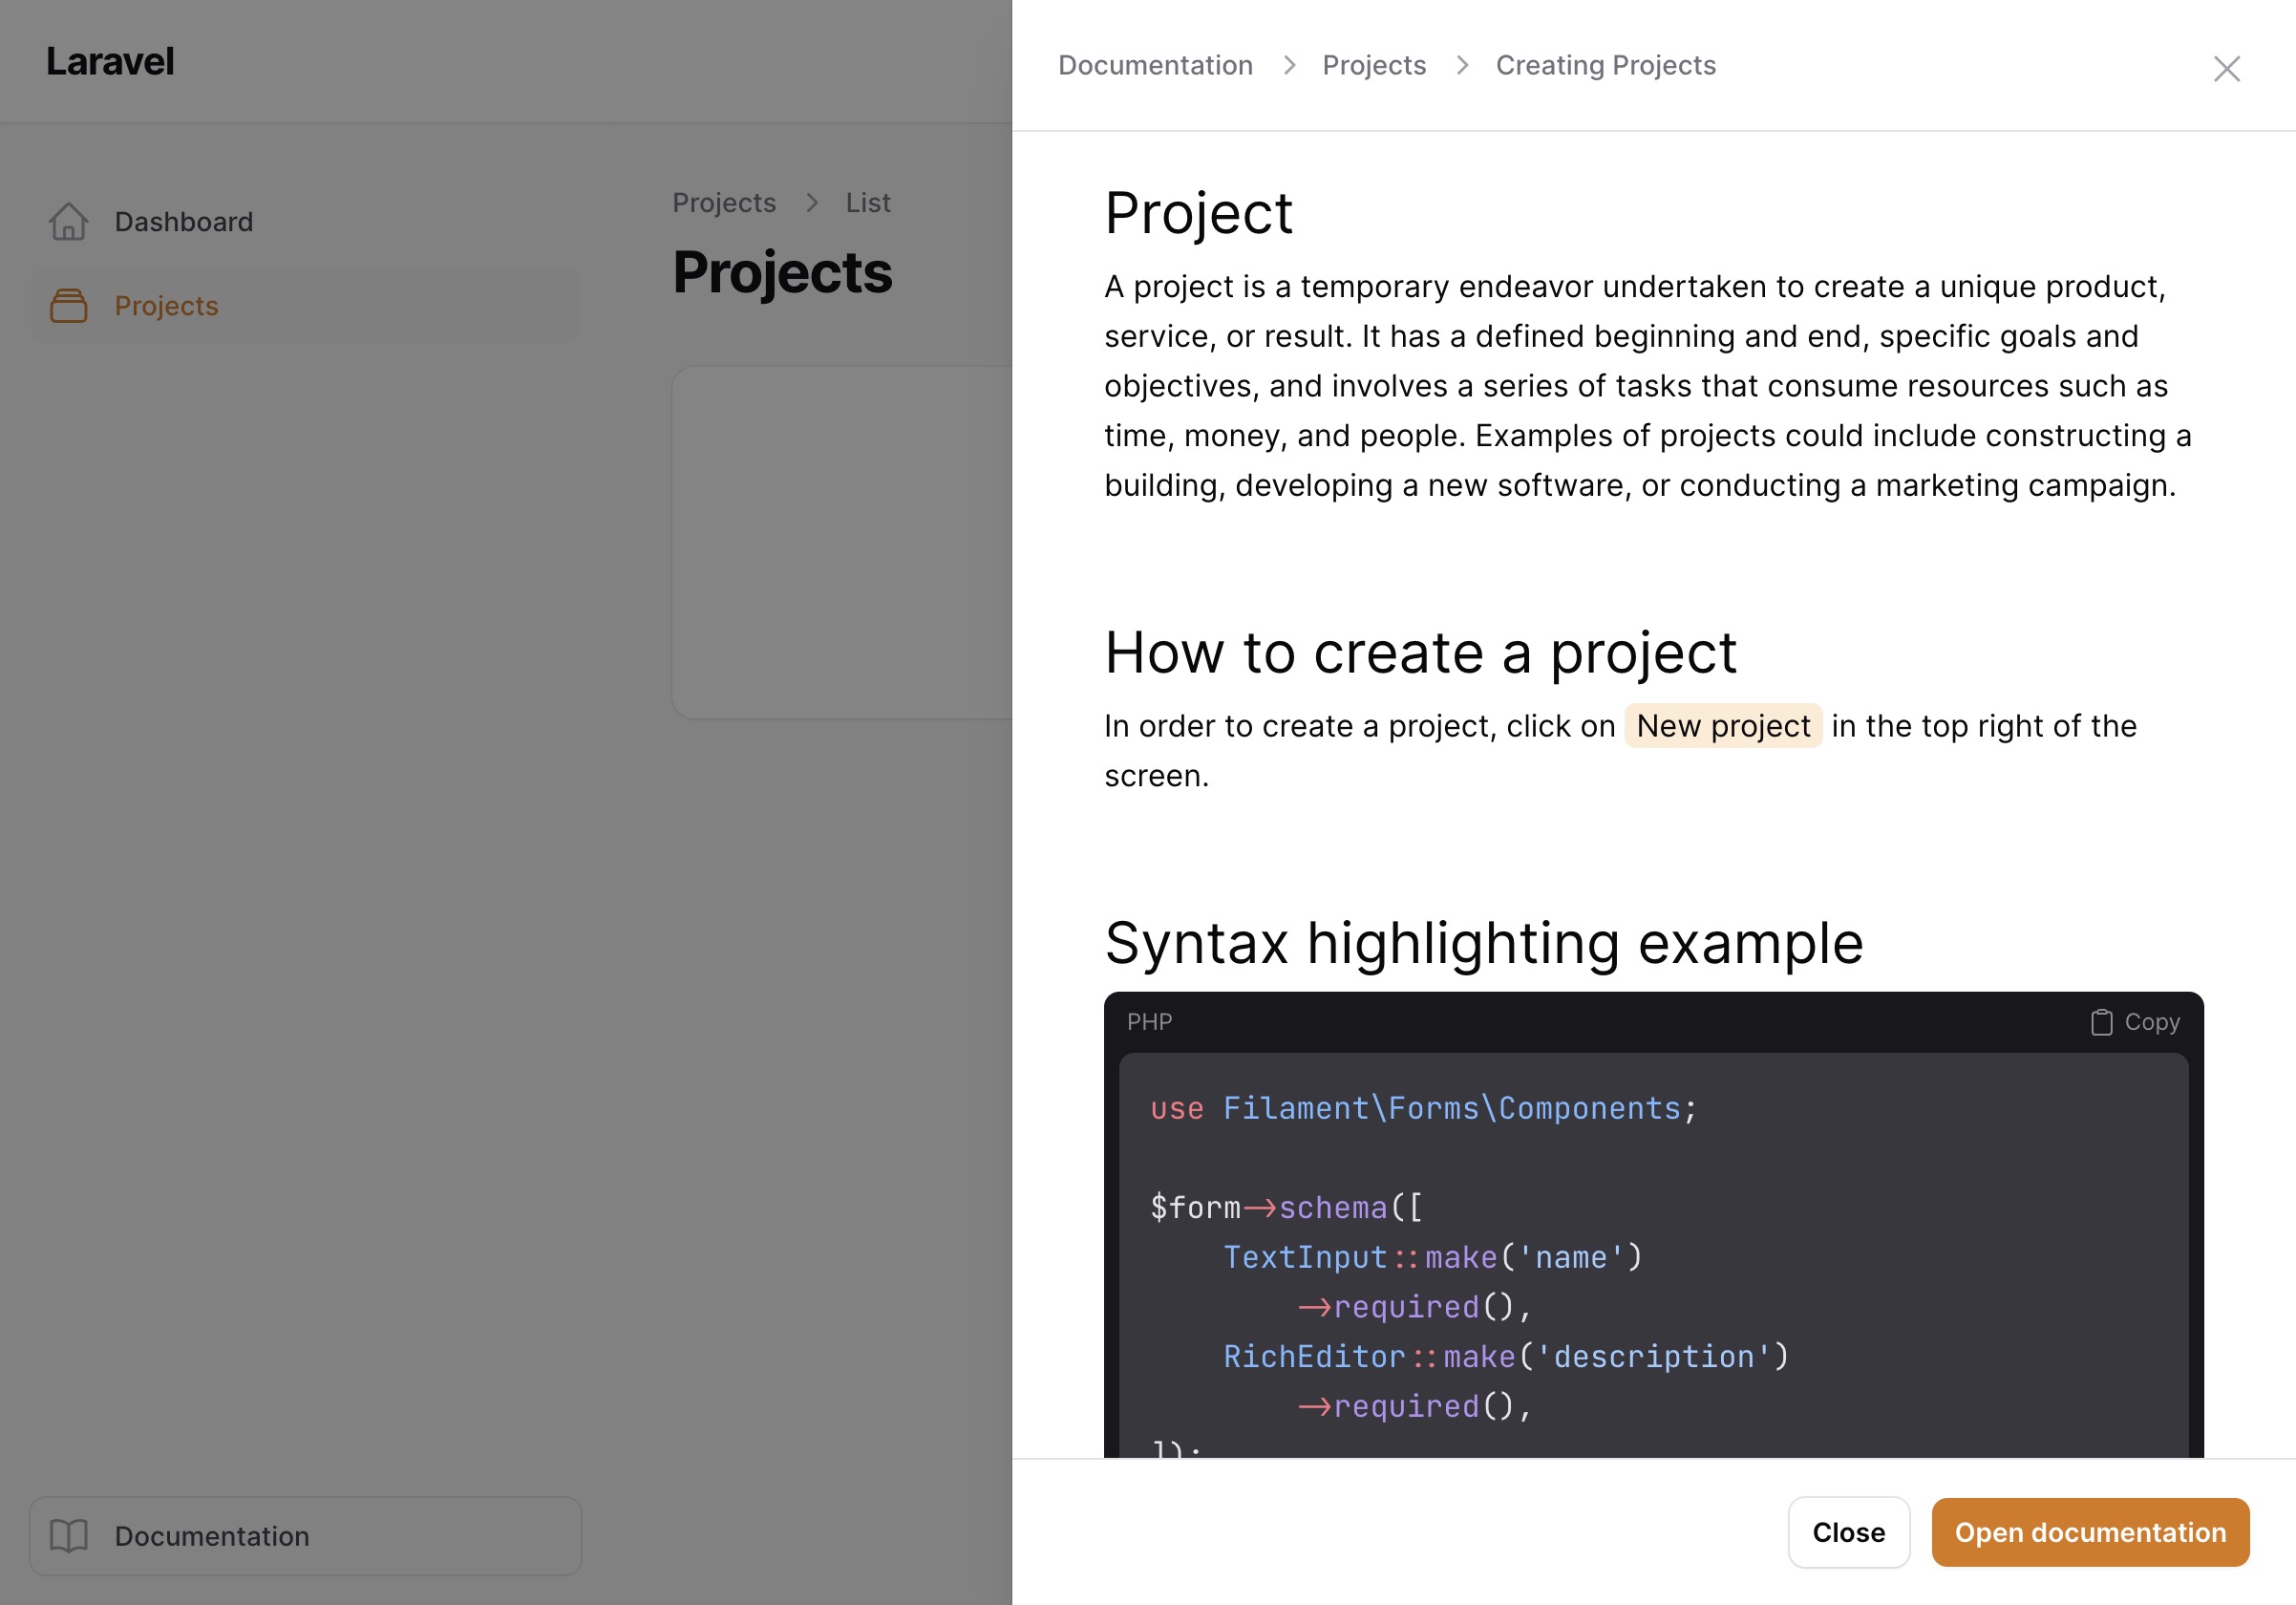 Laravel
Dashboard
Projects
Documentation
Projects > List
Projects
Documentation > Projects > Creating Projects
Project
A project is a temporary endeavor undertaken to create a unique product,
service, or result. It has a defined beginning and end, specific goals and
objectives, and involves a series of tasks that consume resources such as
time, money, and people. Examples of projects could include constructing a
building, developing a new software, or conducting a marketing campaign.
How to create a project
In order to create a project, click on New project in the top right of the
screen.
Syntax highlighting example
PHP
Copy
use Filament\Forms\Components;
$form->schema([
    TextInput::make('name')
        ->required(),
    RichEditor::make('description')
        ->required(),
]);
Close
Open documentation